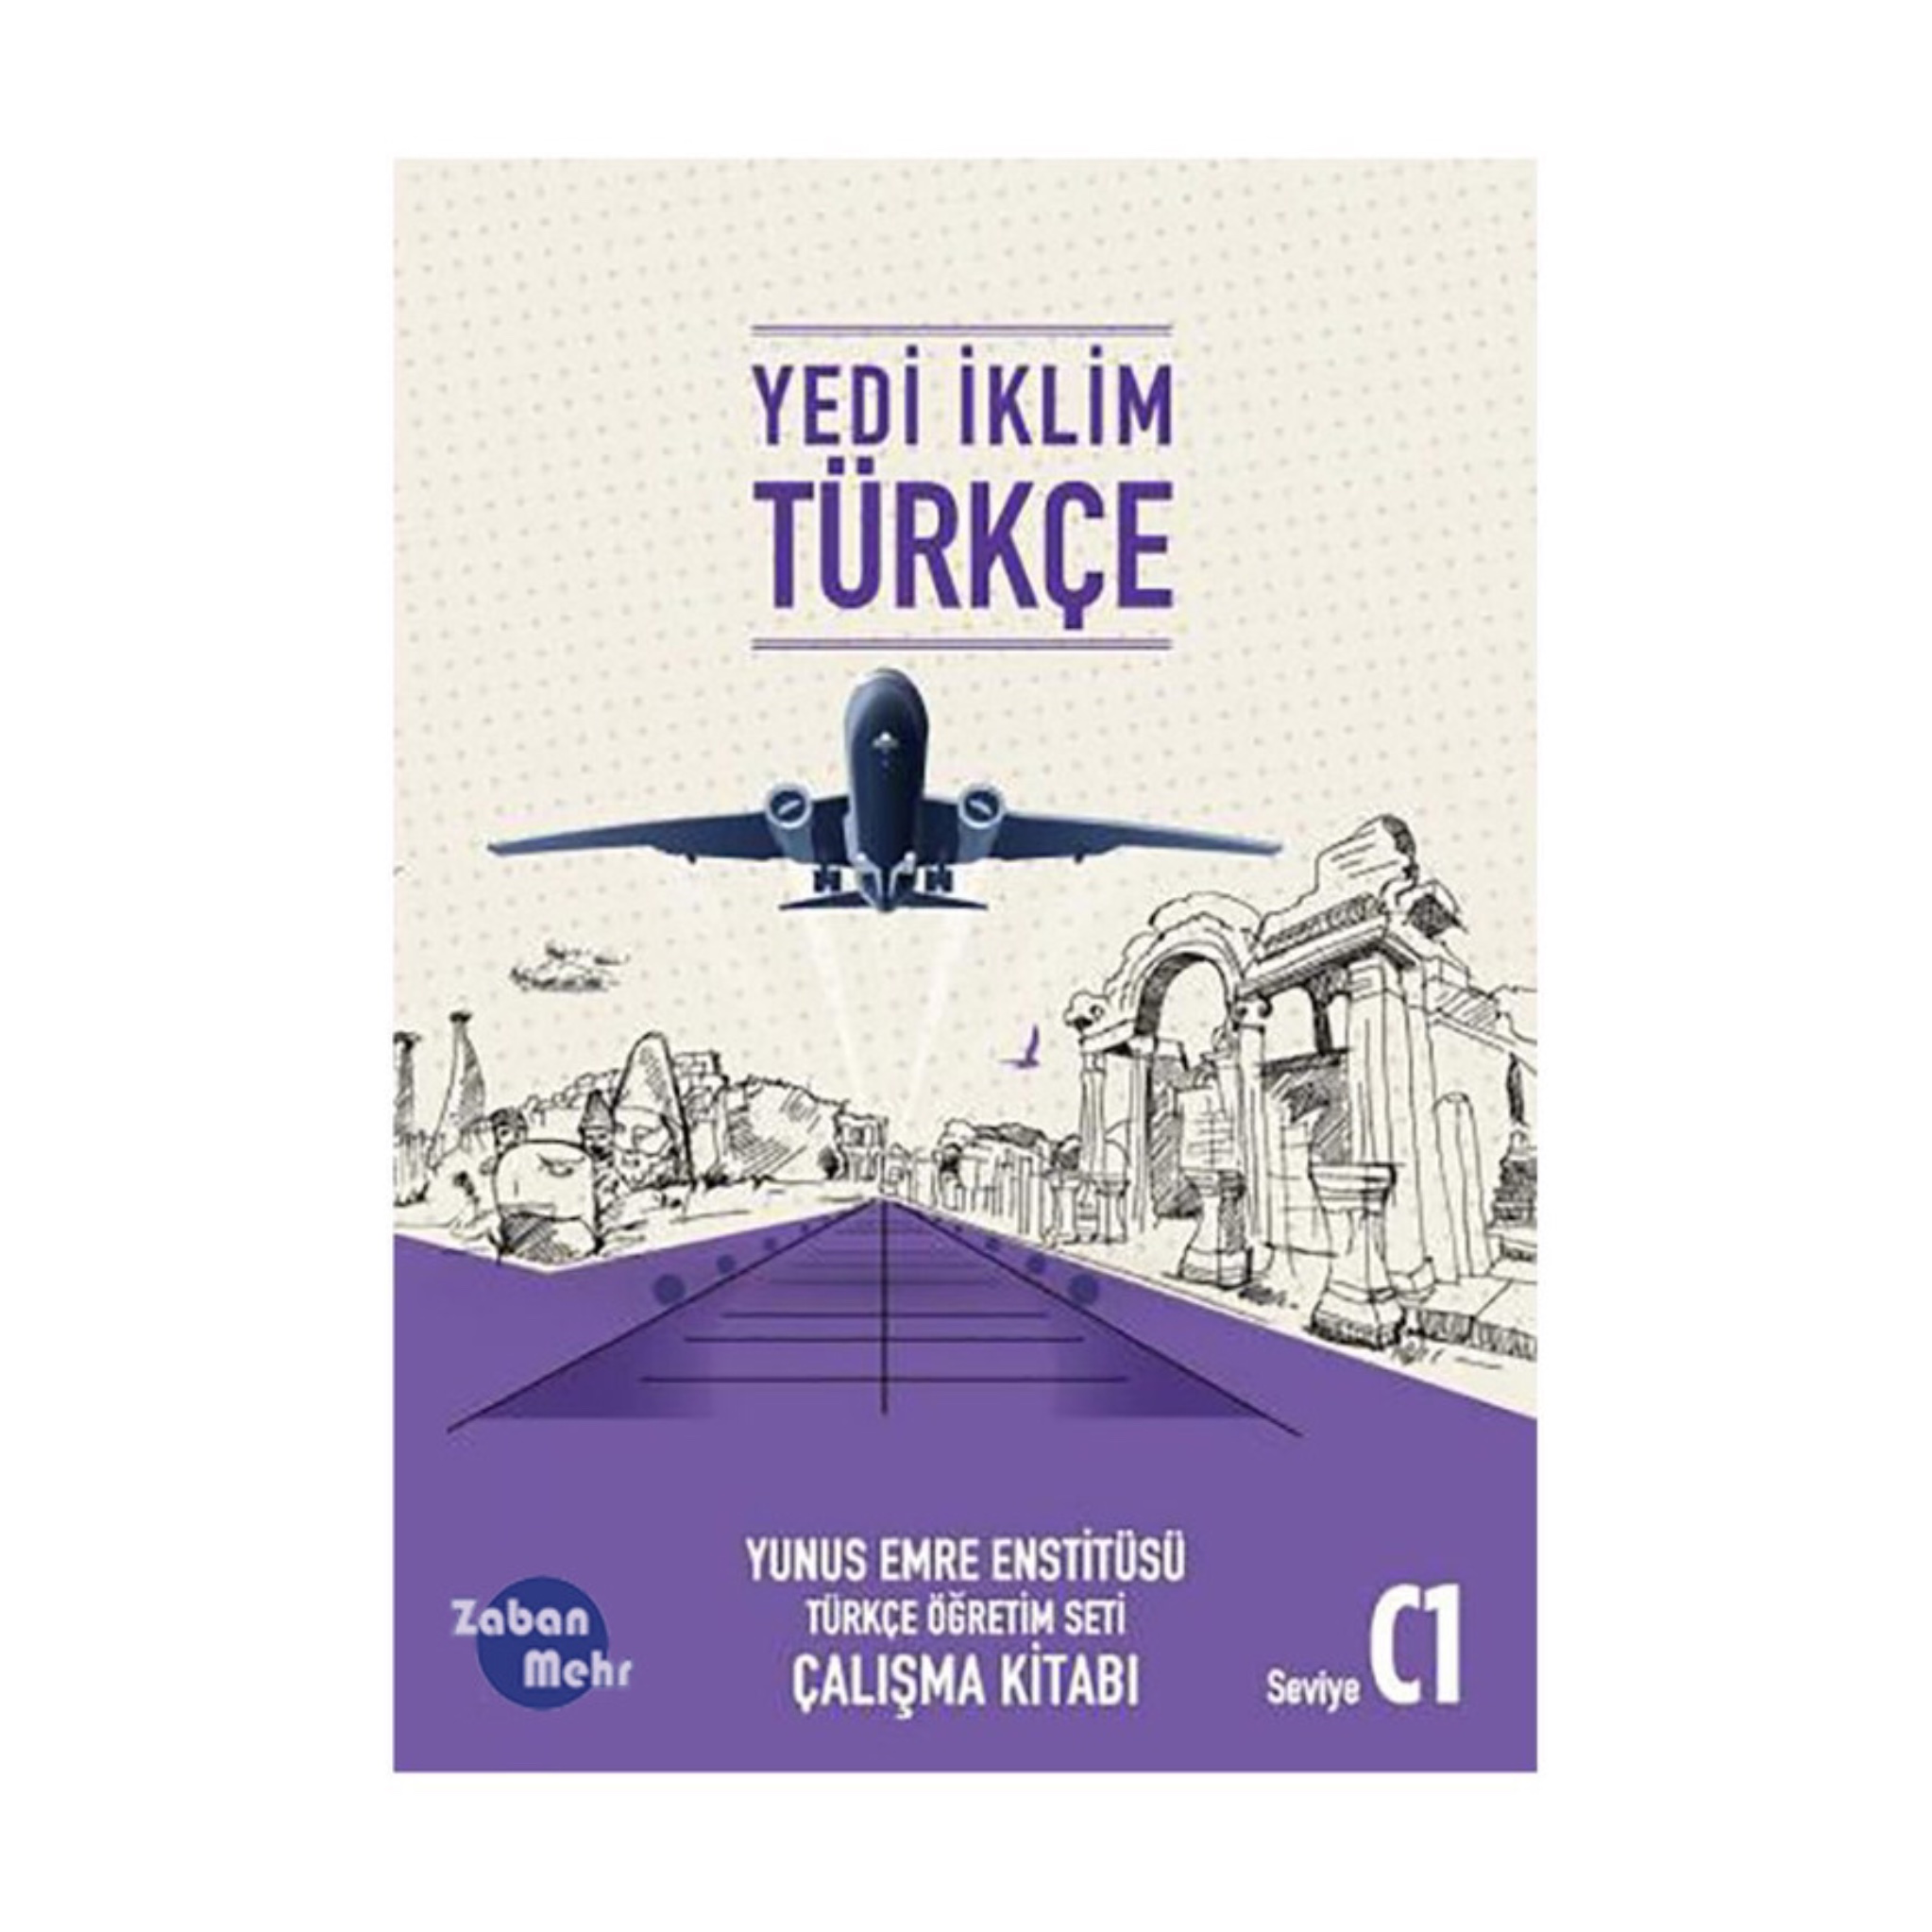 YEDİ İKLİM
TÜRKÇE
YUNUS EMRE ENSTİTÜSÜ
TÜRKÇE ÖĞRETİM SETİ
ÇALIŞMA KİTABI
Zaban
Mehr
Seviye C1